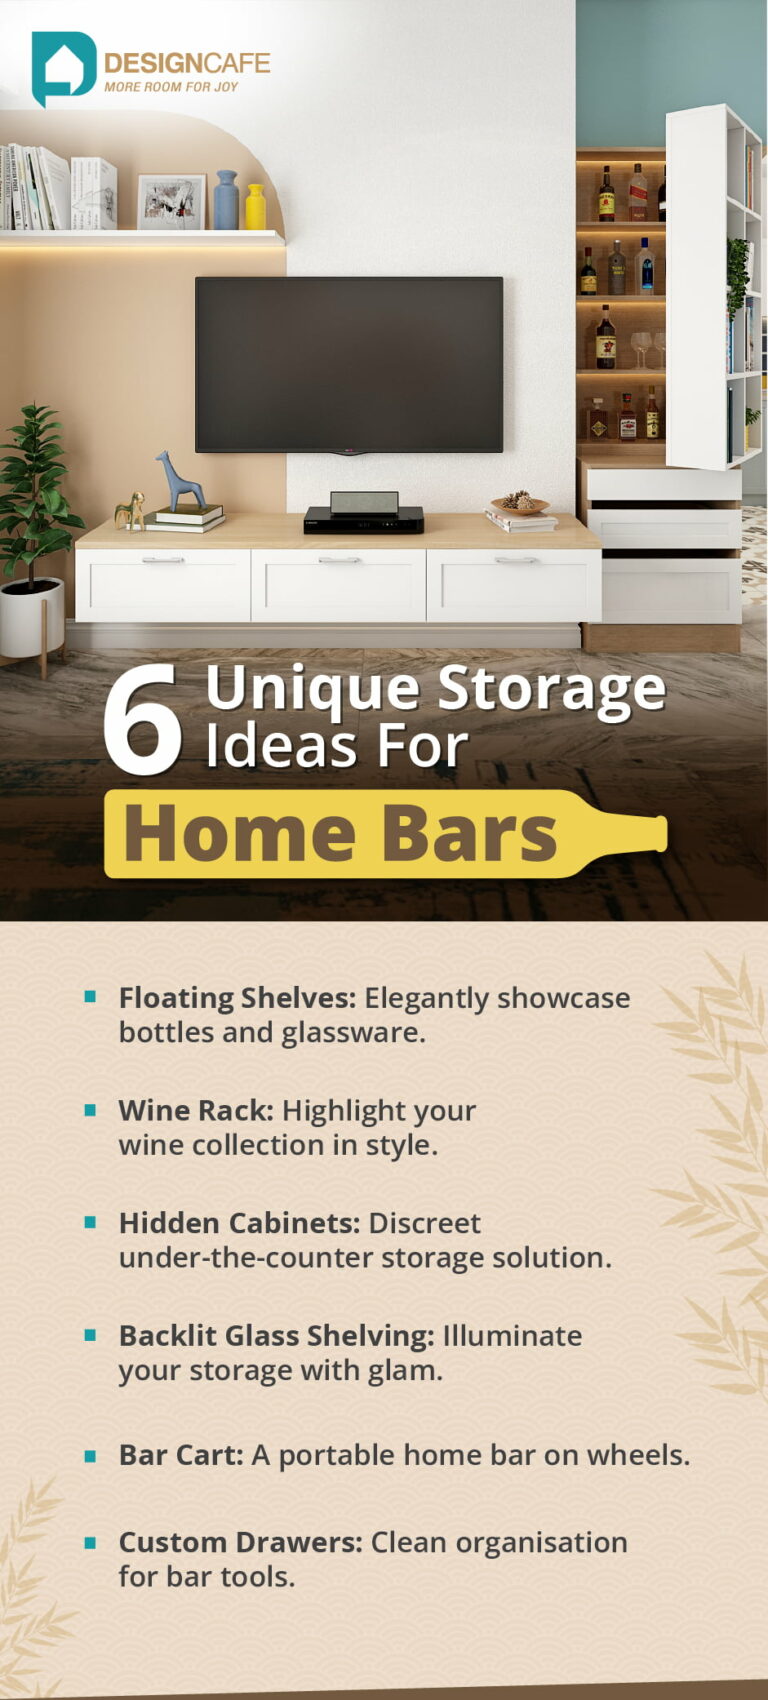 DESIGNCAFE
MORE ROOM FOR JOY
6 Unique Storage
Ideas For
Home Bars
Floating Shelves: Elegantly showcase
bottles and glassware.
Wine Rack: Highlight your
wine collection in style.
Hidden Cabinets: Discreet
under-the-counter storage solution.
Backlit Glass Shelving: Illuminate
your storage with glam.
Bar Cart: A portable home bar on wheels.
Custom Drawers: Clean organisation
for bar tools.